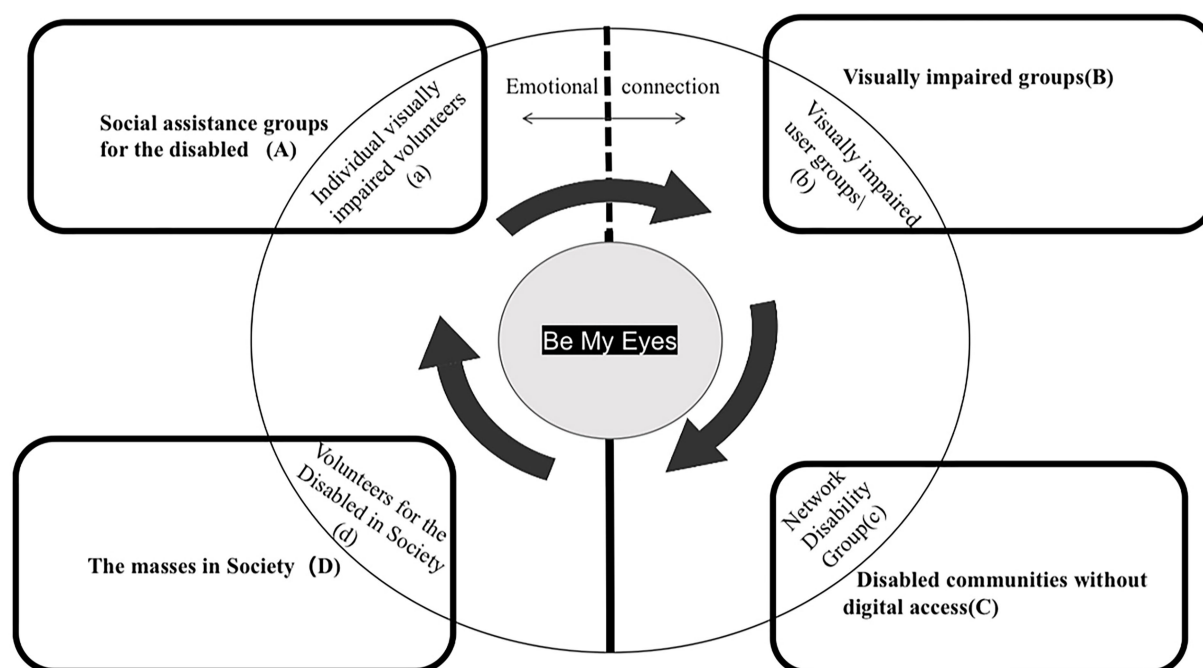 Social assistance groups
for the disabled (A)
Individual visually
impaired volunteers
(a)
Emotional connection
Visually impaired groups(B)
Visually impaired
user groups\
(b)
Be My Eyes
Volunteers for the
Disabled in Society
(d)
The masses in Society (D)
Network
Disability
Group(c)
Disabled communities without
digital access(C)